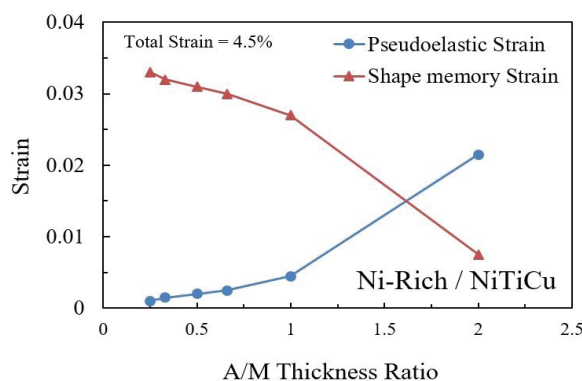 0.04
Total Strain = 4.5%
Pseudoelastic Strain
Shape memory Strain
0.03
Strain
0.02
0.01
Ni-Rich / NiTiCu
0
0
0.5
1
1.5
2
2.5
A/M Thickness Ratio